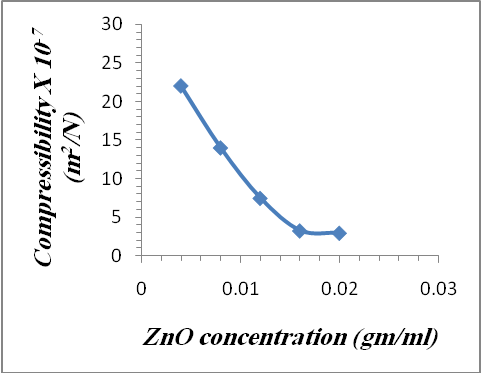 Compressibility X 10⁻⁷
(m²/N)
30
25
20
15
10
5
0
0 0.01 0.02 0.03
ZnO concentration (gm/ml)